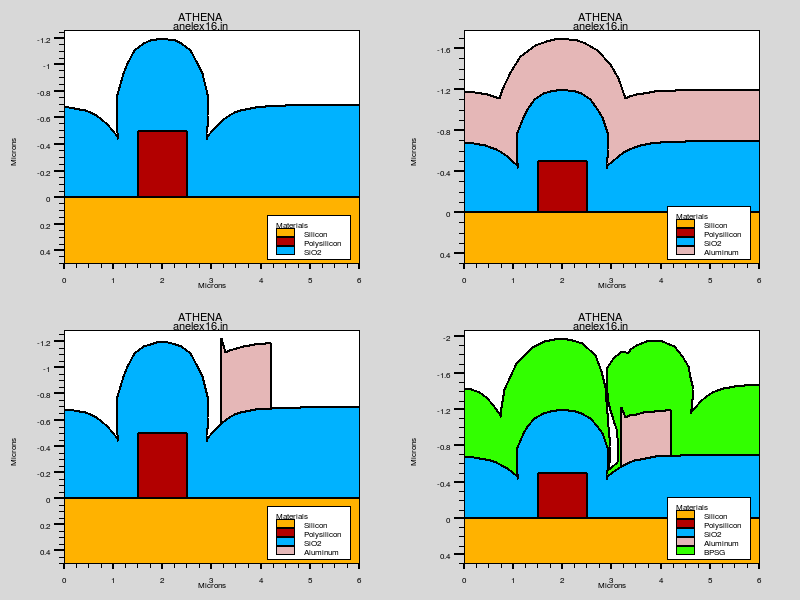 ATHENA
anelex16.in
Microns
-1.2
-1
-0.8
-0.6
-0.4
-0.2
0
0.2
0.4
Materials
Silicon
Polysilicon
SiO2
0 1 2 3 4 5 6
Microns
ATHENA
anelex16.in
Microns
-1.6
-1.2
-0.8
-0.4
0
0.4
Materials
Silicon
Polysilicon
SiO2
Aluminum
0 1 2 3 4 5 6
Microns
ATHENA
anelex16.in
Microns
-1.2
-1
-0.8
-0.6
-0.4
-0.2
0
0.2
0.4
Materials
Silicon
Polysilicon
SiO2
Aluminum
0 1 2 3 4 5 6
Microns
ATHENA
anelex16.in
Microns
-2
-1.6
-1.2
-0.8
-0.4
0
0.4
Materials
Silicon
Polysilicon
SiO2
Aluminum
BPSG
0 1 2 3 4 5 6
Microns